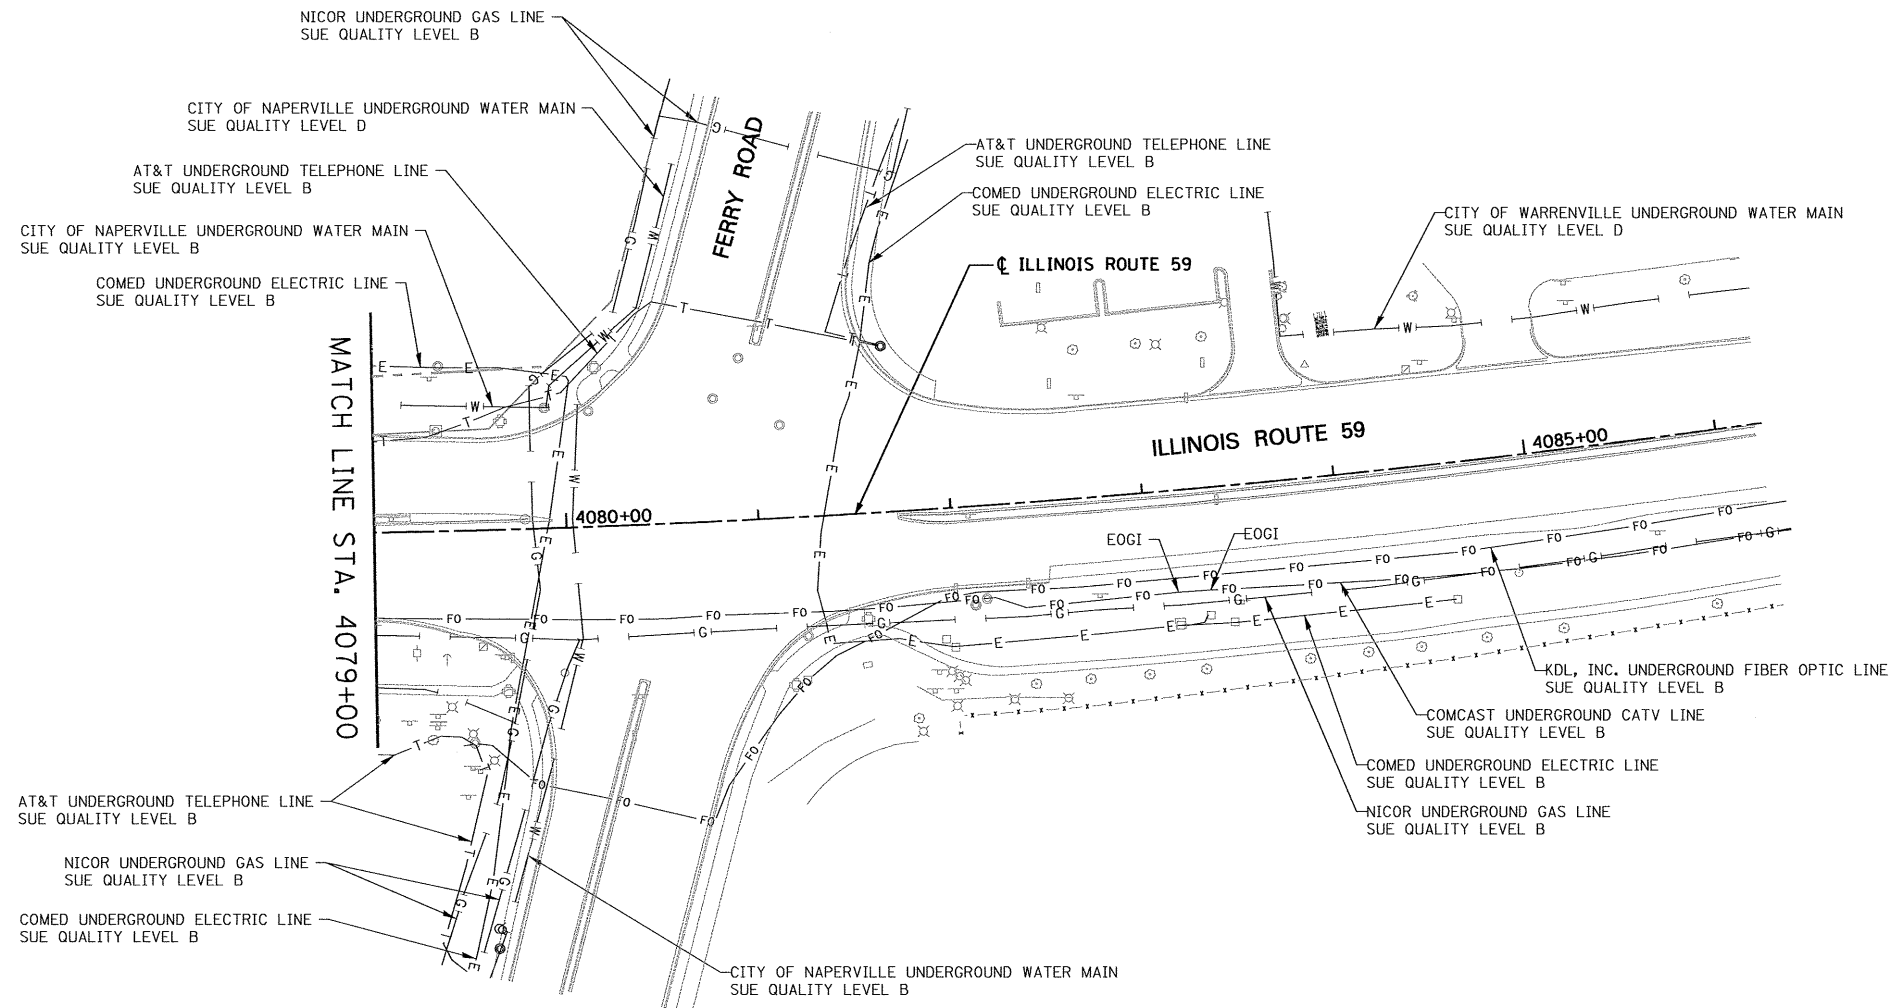 NICOR UNDERGROUND GAS LINE
SUE QUALITY LEVEL B
CITY OF NAPERVILLE UNDERGROUND WATER MAIN
SUE QUALITY LEVEL D
AT&T UNDERGROUND TELEPHONE LINE
SUE QUALITY LEVEL B
CITY OF NAPERVILLE UNDERGROUND WATER MAIN
SUE QUALITY LEVEL B
COMED UNDERGROUND ELECTRIC LINE
SUE QUALITY LEVEL B
FERRY ROAD
AT&T UNDERGROUND TELEPHONE LINE
SUE QUALITY LEVEL B
COMED UNDERGROUND ELECTRIC LINE
SUE QUALITY LEVEL B
CITY OF WARRENVILLE UNDERGROUND WATER MAIN
SUE QUALITY LEVEL D
℄ ILLINOIS ROUTE 59
MATCH LINE STA. 4079+00
ILLINOIS ROUTE 59
4085+00
4080+00
EOGI
EOGI
KDL, INC. UNDERGROUND FIBER OPTIC LINE
SUE QUALITY LEVEL B
COMCAST UNDERGROUND CATV LINE
SUE QUALITY LEVEL B
COMED UNDERGROUND ELECTRIC LINE
SUE QUALITY LEVEL B
NICOR UNDERGROUND GAS LINE
SUE QUALITY LEVEL B
AT&T UNDERGROUND TELEPHONE LINE
SUE QUALITY LEVEL B
NICOR UNDERGROUND GAS LINE
SUE QUALITY LEVEL B
COMED UNDERGROUND ELECTRIC LINE
SUE QUALITY LEVEL B
CITY OF NAPERVILLE UNDERGROUND WATER MAIN
SUE QUALITY LEVEL B